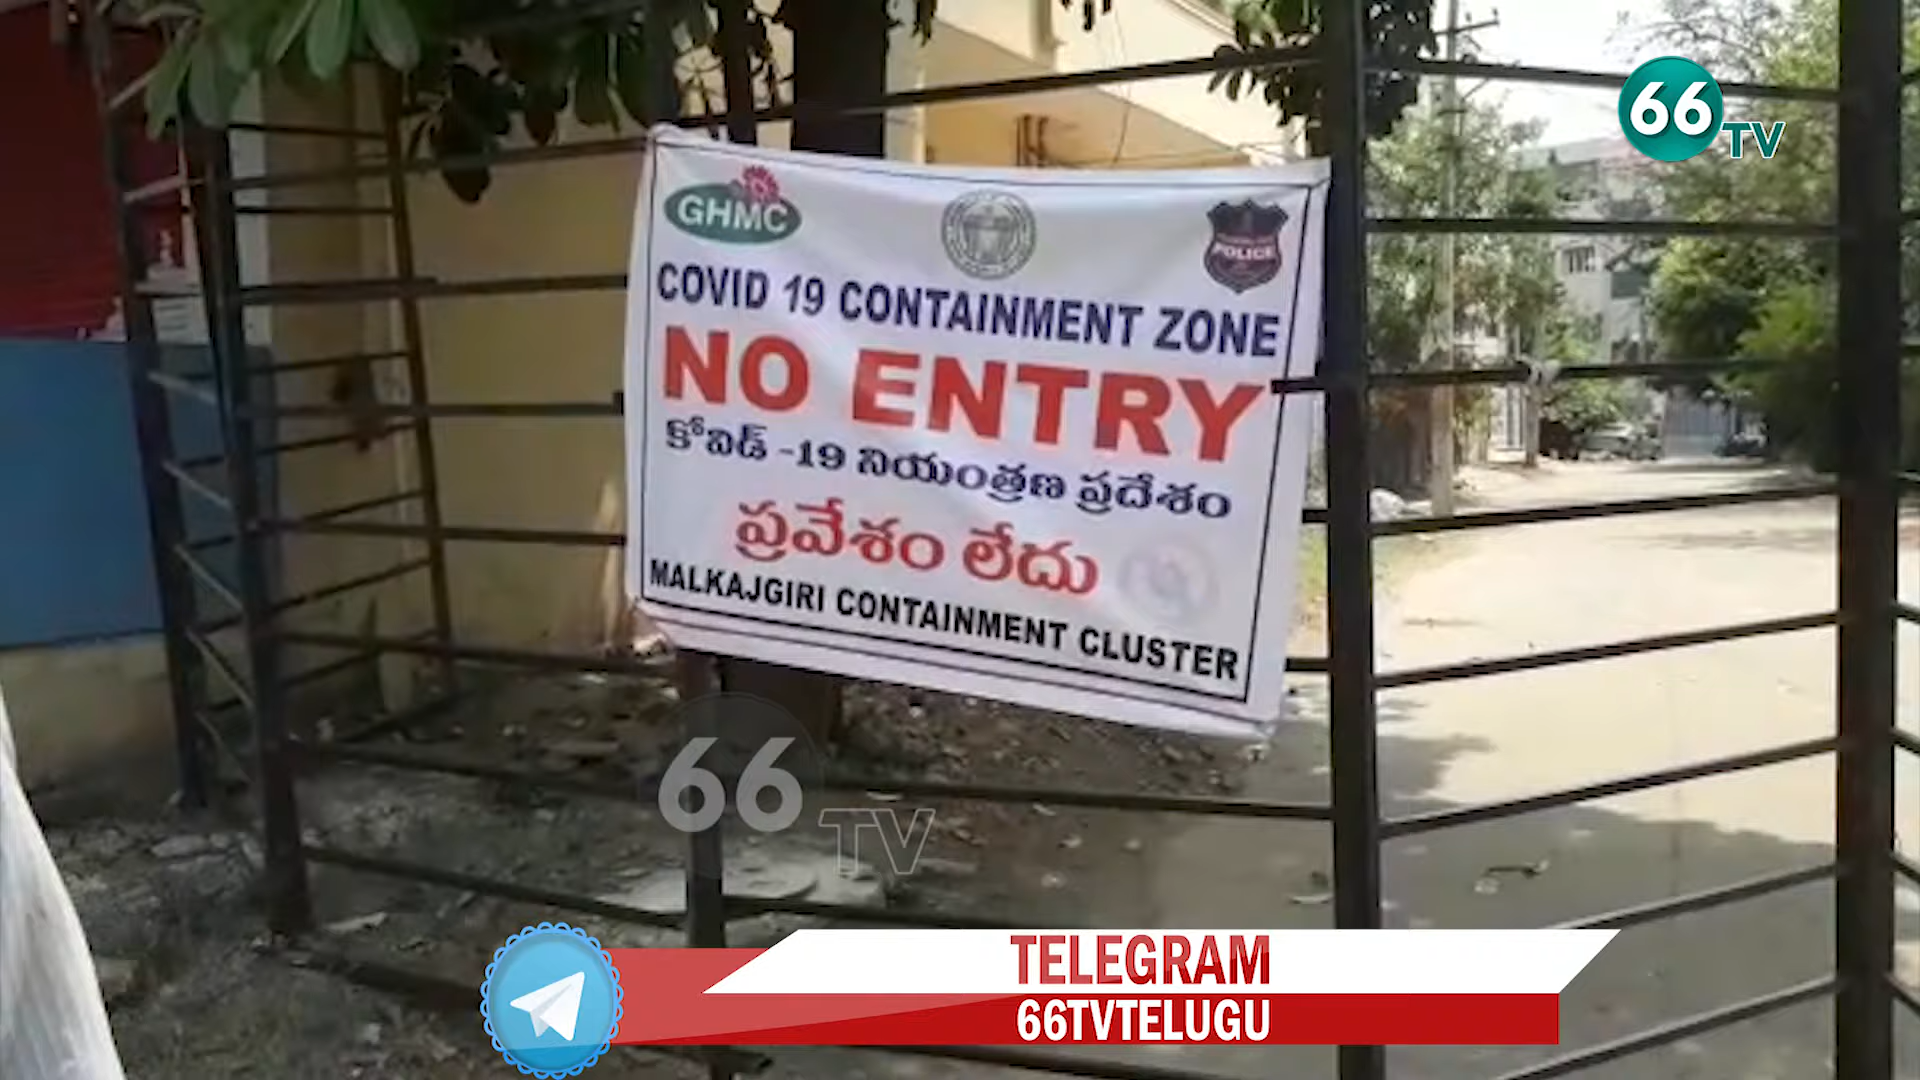 66 TV
GHMC
POLICE
COVID 19 CONTAINMENT ZONE
NO ENTRY
కోవిడ్ -19 నియంత్రణ ప్రదేశం
ప్రవేశం లేదు
MALKAJGIRI CONTAINMENT CLUSTER
66 TV
TELEGRAM
66TVTELUGU